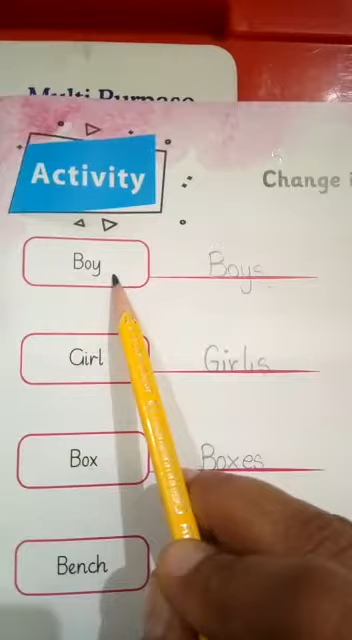 Multi Purpose
Activity
Change
Boy Boys
Girl Girls
Box Boxes
Bench